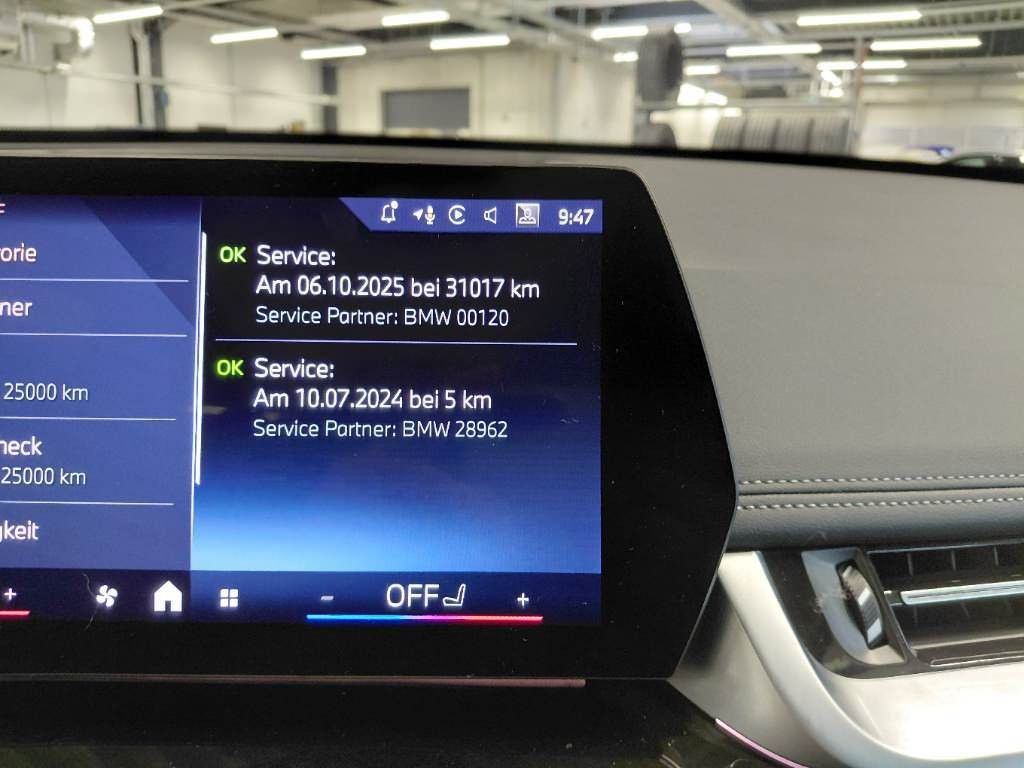 9:47
OK Service:
Am 06.10.2025 bei 31017 km
Service Partner: BMW 00120
OK Service:
Am 10.07.2024 bei 5 km
Service Partner: BMW 28962
orie
ner
25000 km
heck
25000 km
gkeit
+
- OFF +